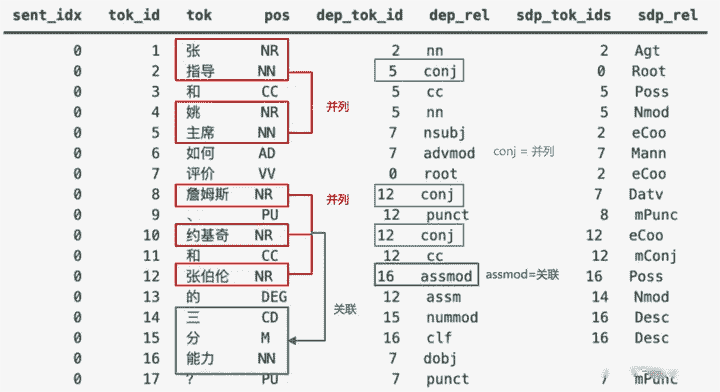 sent_idx tok_id tok pos dep_tok_id dep_rel sdp_tok_ids sdp_rel
0 1 张 NR 2 nn 2 Agt
0 2 指导 NN 5 conj 0 Root
0 3 和 CC 5 cc 5 Poss
并列
0 4 姚 NR 5 nn 5 Nmod
0 5 主席 NN 7 nsubj 2 eCoo
0 6 如何 AD 7 advmod conj = 并列 7 Mann
0 7 评价 VV 0 root 2 eCoo
0 8 詹姆斯 NR 并列 12 conj 7 Datv
0 9 、 PU 12 punct 8 mPunc
0 10 约基奇 NR 12 conj 12 eCoo
0 11 和 CC 12 cc 12 mConj
0 12 张伯伦 NR 16 assmod assmod=关联 16 Poss
0 13 的 DEG 12 assm 14 Nmod
关联
0 14 三 CD 15 nummod 16 Desc
0 15 分 M 16 clf 16 Desc
0 16 能力 NN 7 dobj
0 17 ? PU 7 punct 7 mPunc